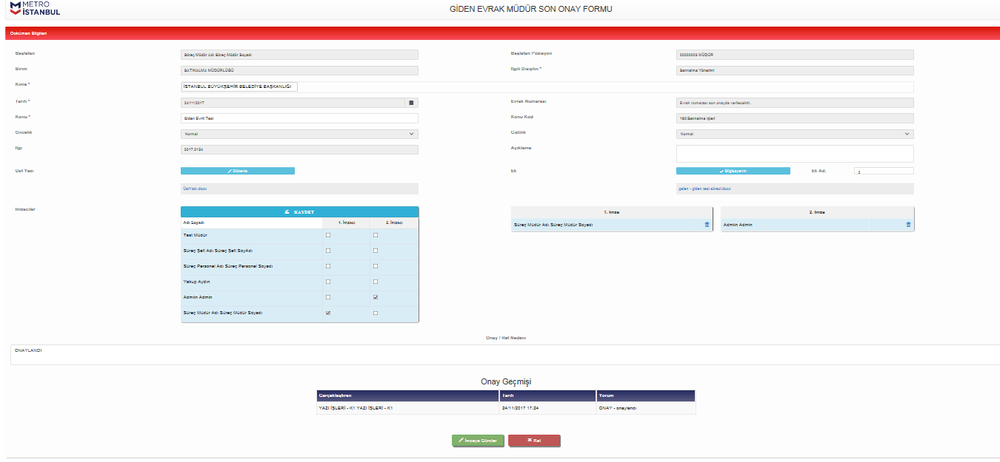 METRO
İSTANBUL
GİDEN EVRAK MÜDÜR SON ONAY FORMU
Doküman Bilgileri
Başlatan
Süreç Müdür Adı Süreç Müdür Soyadı
Başlatan Pozisyon
00000003 MÜDÜR
Birim
SATINALMA MÜDÜRLÜĞÜ
İlgili Disiplin *
Satınalma Yönetimi
Kime *
İSTANBUL BÜYÜKŞEHİR BELEDİYE BAŞKANLIĞI
Tarih *
24/11/2017
Evrak Numarası
Evrak numarası son onayda verilecektir.
Konu *
Giden EvrK Test
Konu Kod
190/Satınalma İşleri
Öncelik
Normal
Gizlilik
Normal
İlgi
2017.0124
Açıklama
Üst Yazı
Düzenle
Ek
Bilgisayarım
Ek Ad.
1
ÜstYazı.docx
gelen - giden test süreci.docx
İmzacılar
KAYDET
Adı Soyadı
1. İmzacı
2. İmzacı
Test Müdür
Süreç Şefi Adı Süreç Şefi SoyAdı
Süreç Personel Adı Süreç Personel Soyadı
Yakup Aydın
Admiin Admin
Süreç Müdür Adı Süreç Müdür Soyadı
1. İmza
Süreç Müdür Adı Süreç Müdür Soyadı
2. İmza
Admiin Admin
Onay / Ret Nedeni
ONAYLANDI
Onay Geçmişi
Gerçekleştiren
Tarih
Yorum
YAZI İŞLERİ - K1 YAZI İŞLERİ - K1
24/11/2017 17:24
ONAY - onaylandı
İmzaya Gönder
Ret